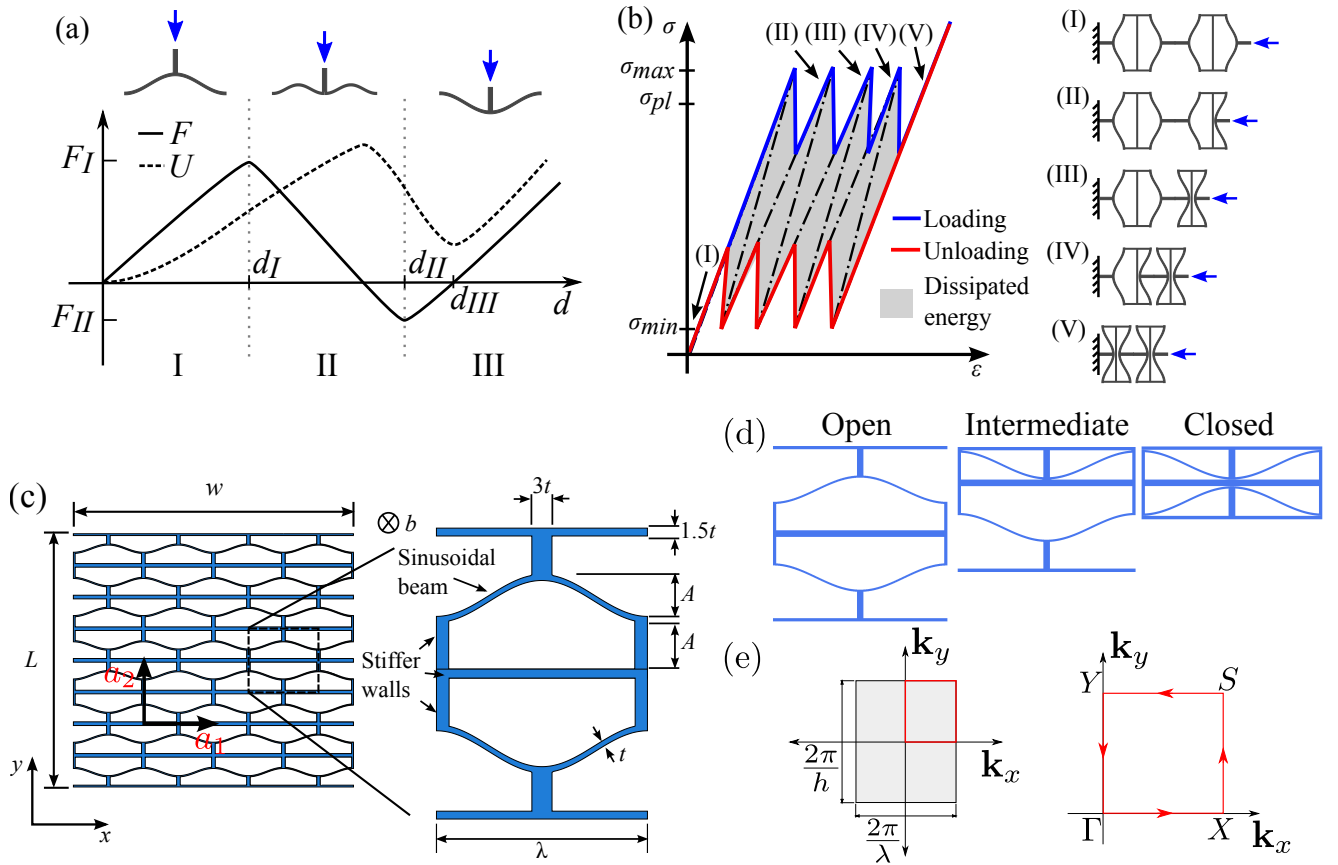 (a)
F
U
F_I
F_II
d_I
d_II
d_III
d
I
II
III
(b)
σ
σ_max
σ_pl
σ_min
(I)
(II)
(III)
(IV)
(V)
Loading
Unloading
Dissipated
energy
ε
(I)
(II)
(III)
(IV)
(V)
(c)
w
b
L
a_2
a_1
y
x
3t
1.5t
Sinusoidal
beam
A
A
Stiffer
walls
t
λ
(d)
Open
Intermediate
Closed
(e)
k_y
k_x
2π
h
2π
λ
k_y
Y
S
Γ
X
k_x